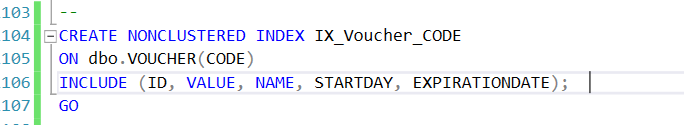 103 --
104 CREATE NONCLUSTERED INDEX IX_Voucher_CODE
105 ON dbo.VOUCHER(CODE)
106 INCLUDE (ID, VALUE, NAME, STARTDAY, EXPIRATIONDATE);
107 GO